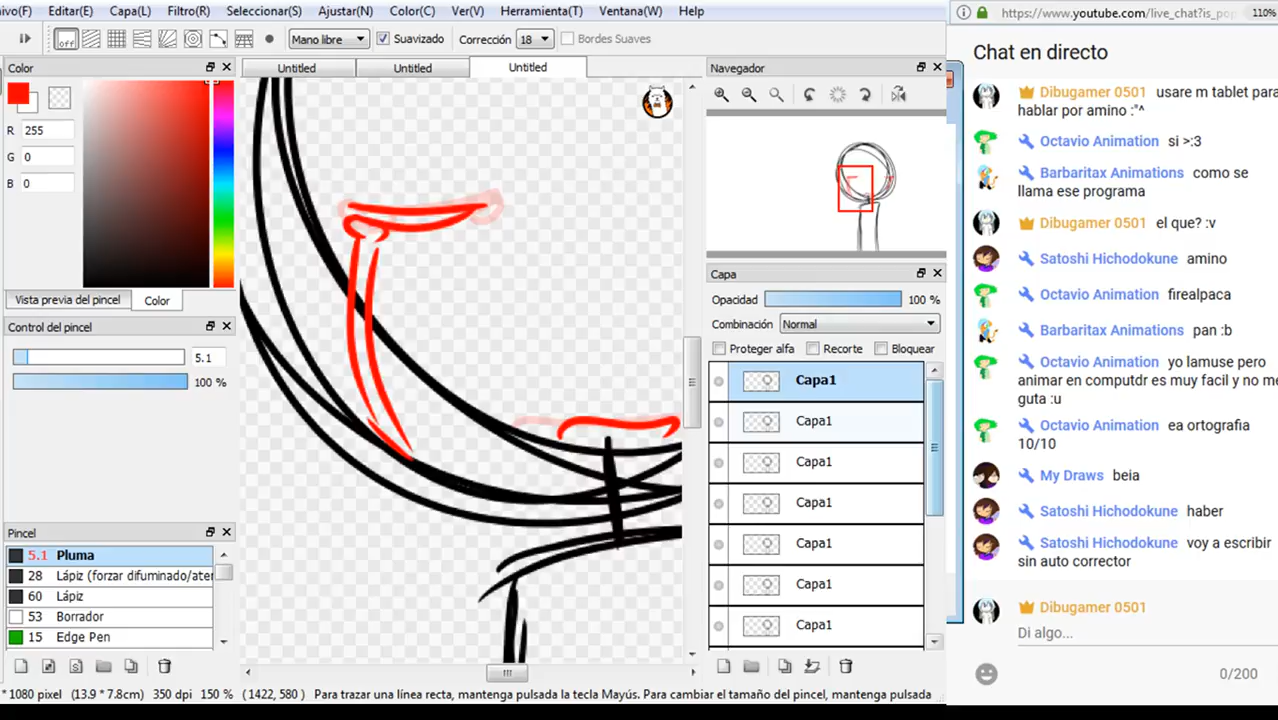 ivo(F) Editar(E) Capa(L) Filtro(R) Seleccionar(S) Ajustar(N) Color(C) Ver(V) Herramienta(T) Ventana(W) Help
off Mano libre Suavizado Corrección 18 Bordes Suaves
Color
R 255
G 0
B 0
Vista previa del pincel Color
Control del pincel
5.1
100 %
Pincel
5.1 Pluma
28 Lápiz (forzar difuminado/ater
60 Lápiz
53 Borrador
15 Edge Pen
Untitled Untitled Untitled
Navegador
Capa
Opacidad 100 %
Combinación Normal
Proteger alfa Recorte Bloquear
Capa1
Capa1
Capa1
Capa1
Capa1
Capa1
Capa1
* 1080 pixel (13.9 * 7.8cm) 350 dpi 150 % (1422, 580) Para trazar una línea recta, mantenga pulsada la tecla Mayús. Para cambiar el tamaño del pincel, mantenga pulsada
https://www.youtube.com/live_chat?is_pop 110%
Chat en directo
Dibugamer 0501 usare m tablet para
hablar por amino :"^
Octavio Animation si >:3
Barbaritax Animations como se
llama ese programa
Dibugamer 0501 el que? :v
Satoshi Hichodokune amino
Octavio Animation firealpaca
Barbaritax Animations pan :b
Octavio Animation yo lamuse pero
animar en computdr es muy facil y no me
guta :u
Octavio Animation ea ortografia
10/10
My Draws beia
Satoshi Hichodokune haber
Satoshi Hichodokune voy a escribir
sin auto corrector
Dibugamer 0501
Di algo...
0/200